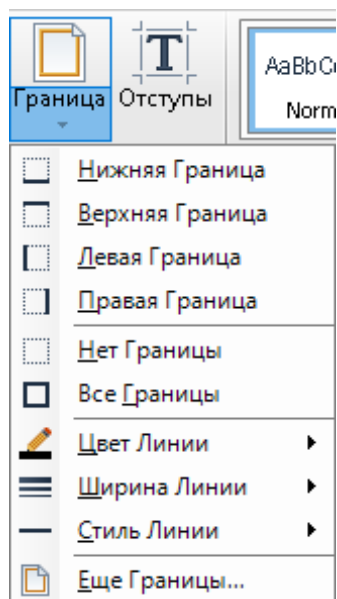 Граница Отступы
AaBbC
Norm
Нижняя Граница
Верхняя Граница
Левая Граница
Правая Граница
Нет Границы
Все Границы
Цвет Линии
Ширина Линии
Стиль Линии
Еще Границы...